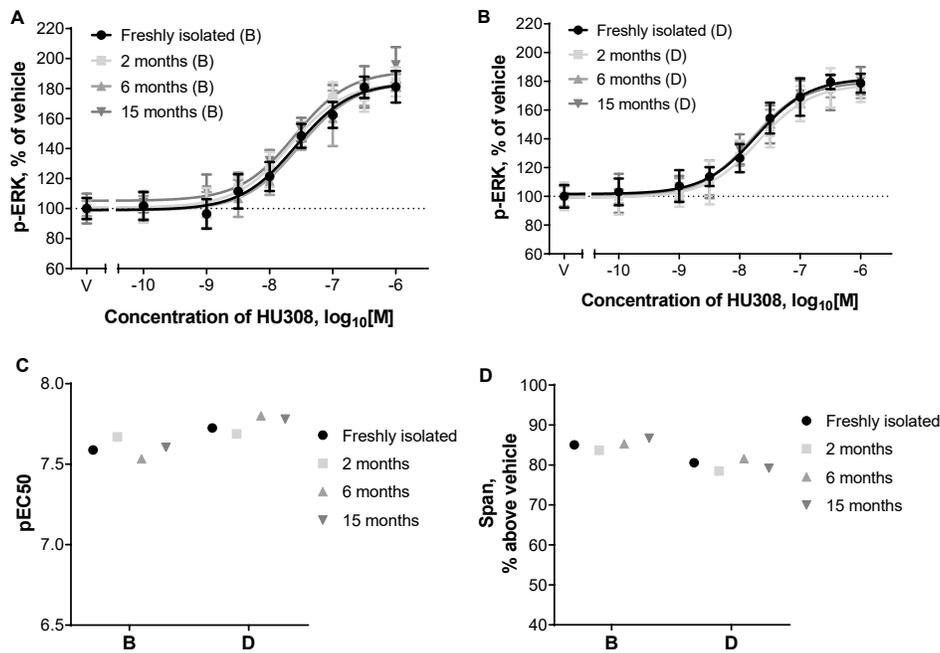 A
p-ERK, % of vehicle
220
200
180
160
140
120
100
80
60
Freshly isolated (B)
2 months (B)
6 months (B)
15 months (B)
V
-10
-9
-8
-7
-6
Concentration of HU308, log10[M]
B
p-ERK, % of vehicle
220
200
180
160
140
120
100
80
60
Freshly isolated (D)
2 months (D)
6 months (D)
15 months (D)
V
-10
-9
-8
-7
-6
Concentration of HU308, log10[M]
C
pEC50
8.0
7.5
7.0
6.5
B
D
Freshly isolated
2 months
6 months
15 months
D
Span,
% above vehicle
100
90
80
70
60
50
40
B
D
Freshly isolated
2 months
6 months
15 months